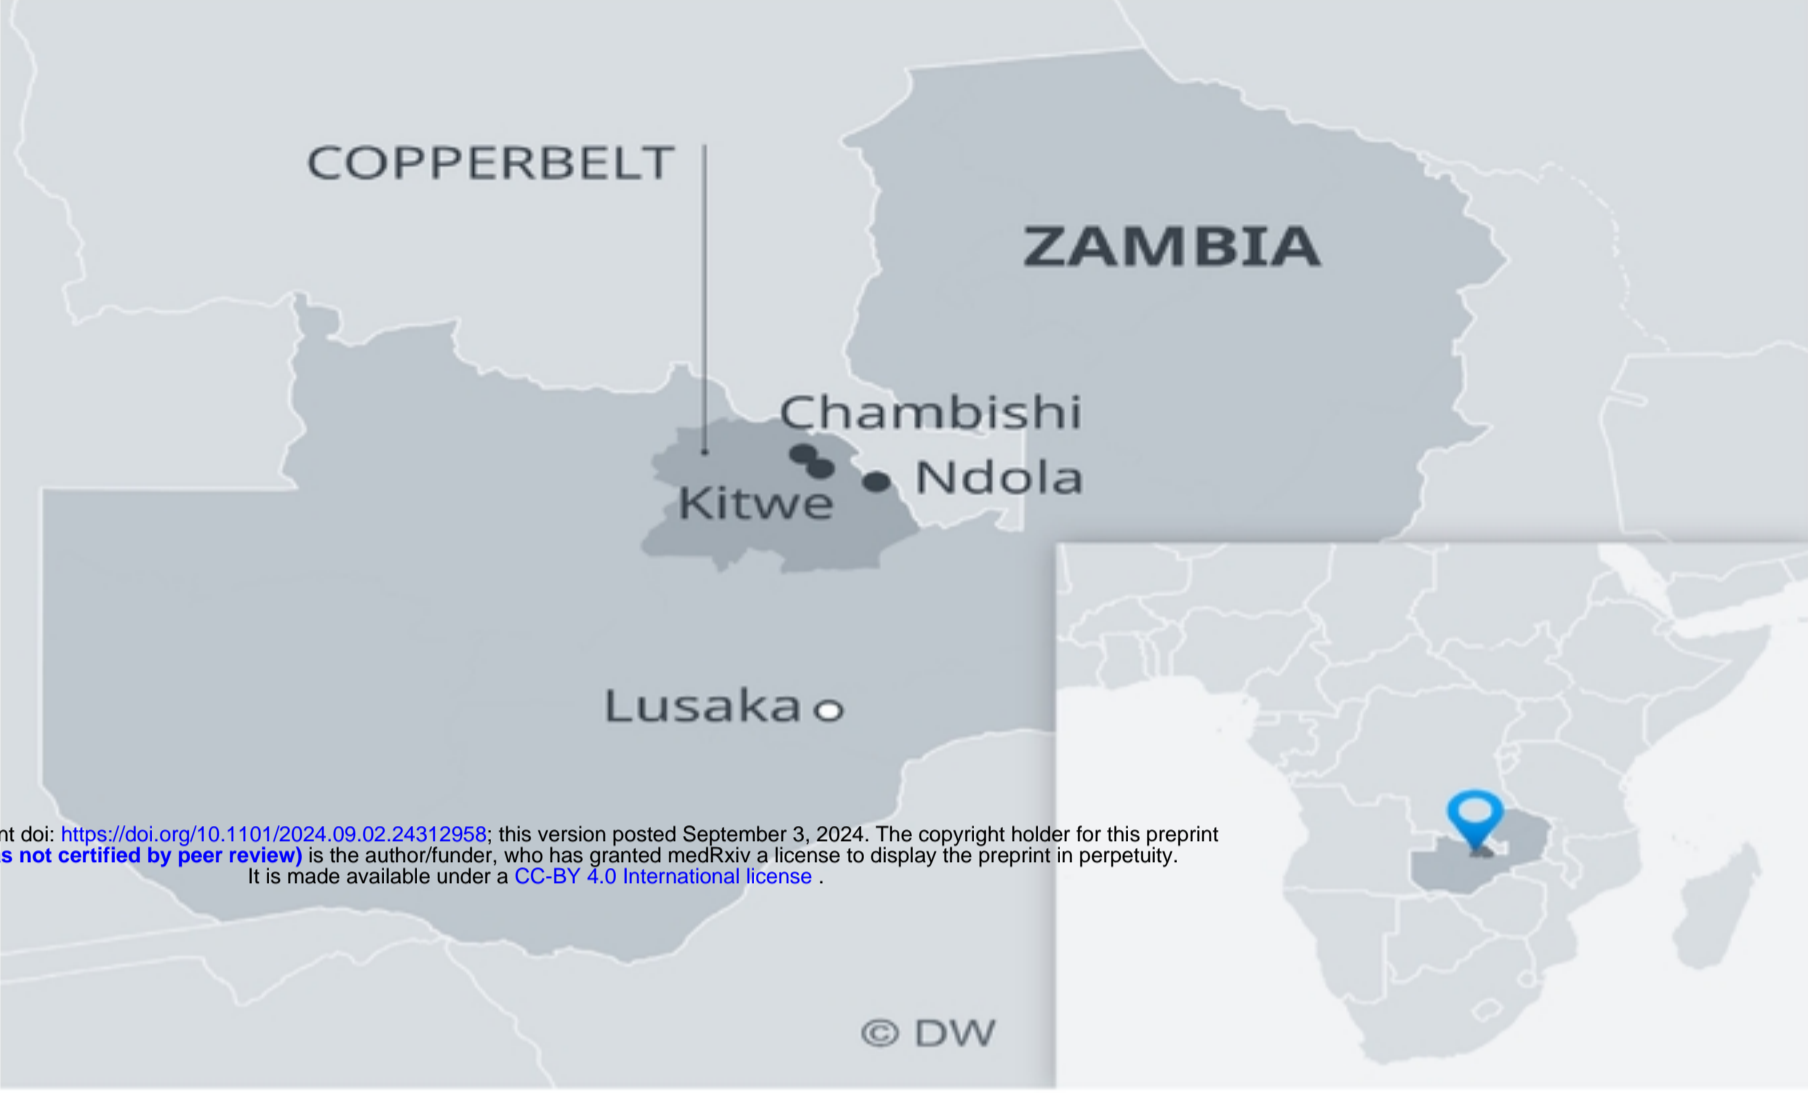 COPPERBELT
ZAMBIA
Chambishi
Ndola
Kitwe
Lusaka
nt doi: https://doi.org/10.1101/2024.09.02.24312958; this version posted September 3, 2024. The copyright holder for this preprint
s not certified by peer review) is the author/funder, who has granted medRxiv a license to display the preprint in perpetuity.
It is made available under a CC-BY 4.0 International license .
© DW